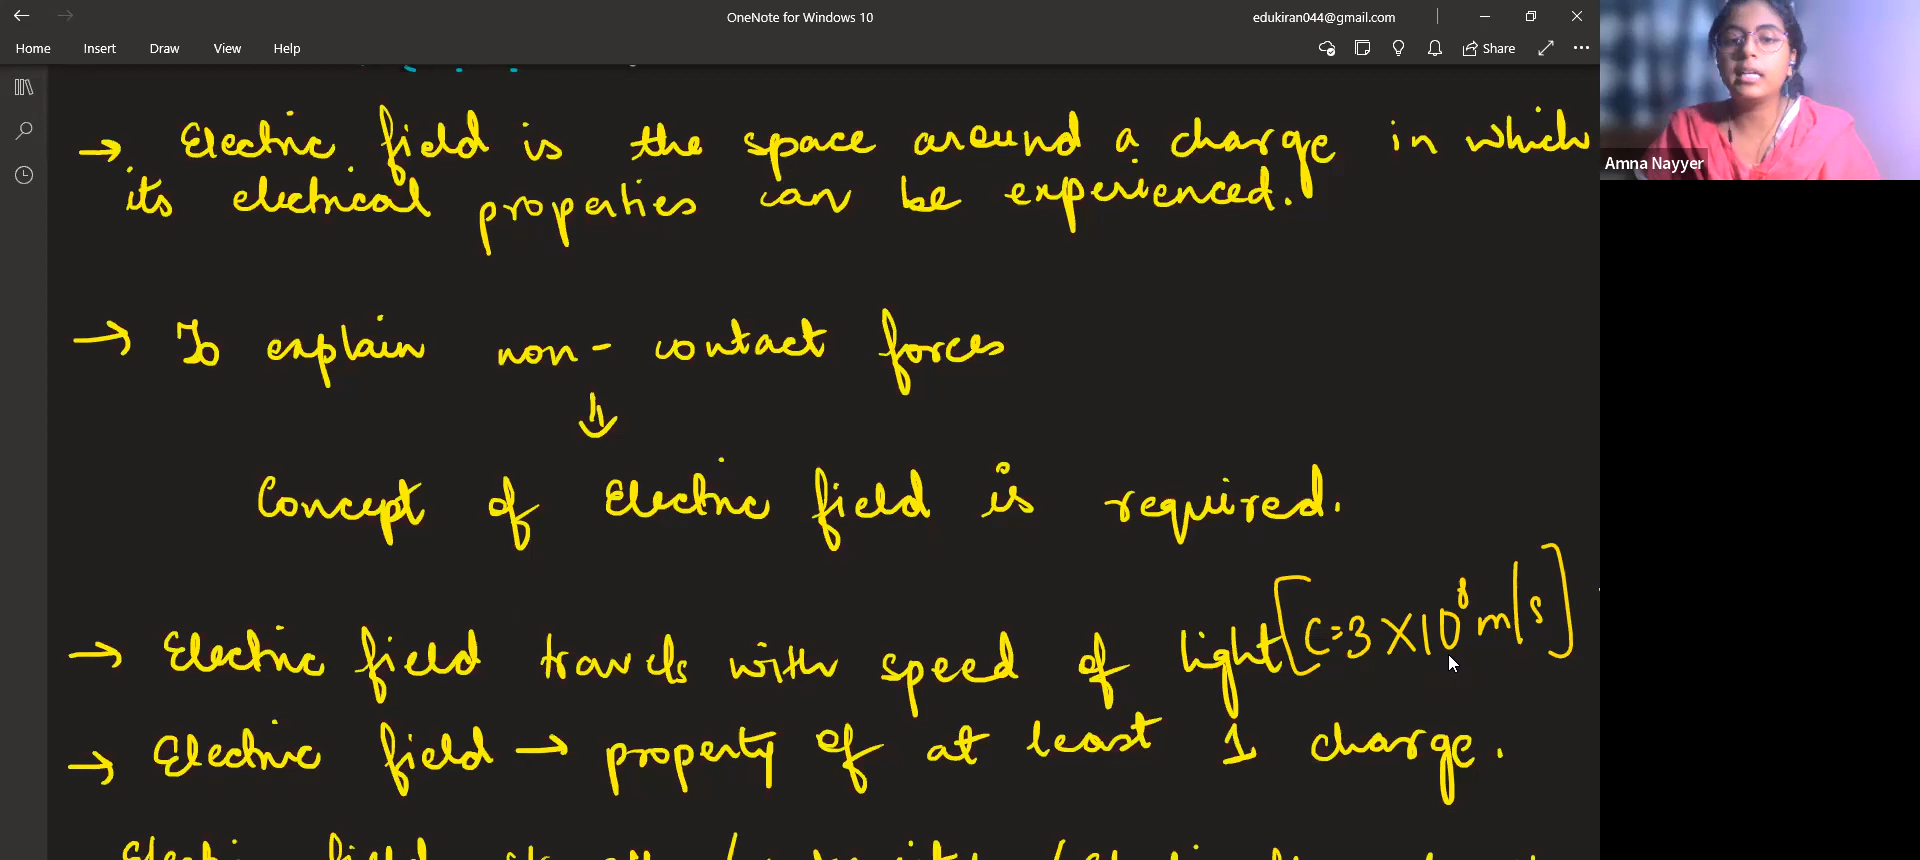 OneNote for Windows 10
edukiran044@gmail.com
Home Insert Draw View Help
Share
Amna Nayyer
→ Electric field is the space around a charge in which
its electrical properties can be experienced.
→ To explain non-contact forces
Concept of Electric field is required.
→ Electric field travels with speed of light [C=3×10⁸ m/s]
→ Electric field → property of at least 1 charge.
Electric field